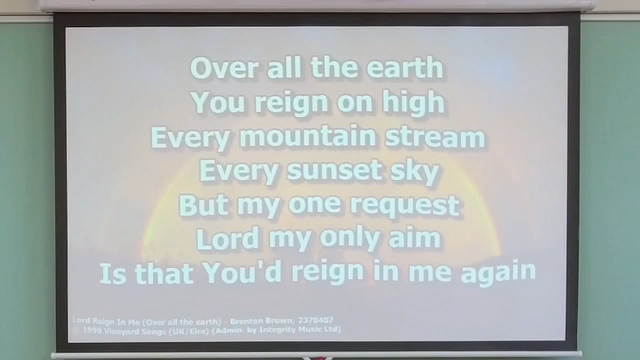 Over all the earth
You reign on high
Every mountain stream
Every sunset sky
But my one request
Lord my only aim
Is that You'd reign in me again
Lord Reign In Me (Over all the earth) - Brenton Brown, 2370407
© 1998 Vineyard Songs (UK/Eire) (Admin. by Integrity Music Ltd)